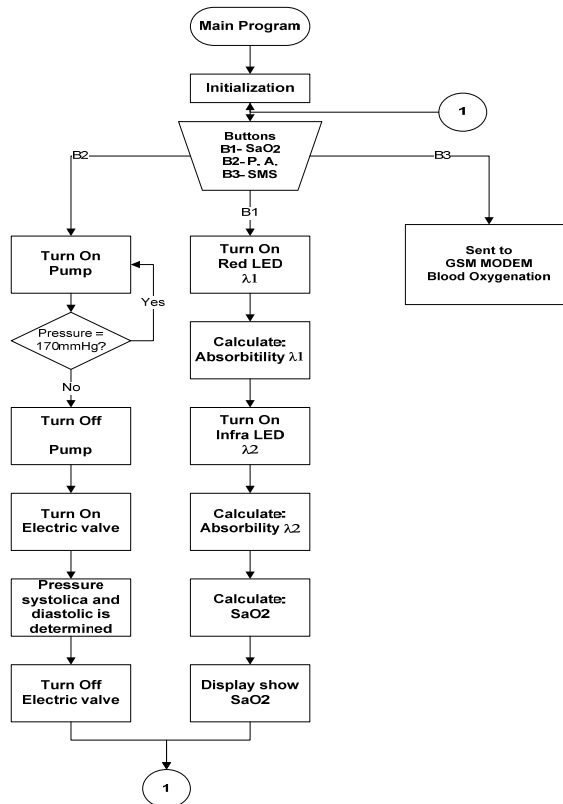 Main Program
Initialization
1
Buttons
B1- SaO2
B2- P. A.
B3- SMS
B2
B3
B1
Turn On
Pump
Yes
Pressure =
170mmHg?
No
Turn Off
Pump
Turn On
Electric valve
Pressure
systolica and
diastolic is
determined
Turn Off
Electric valve
Turn On
Red LED
λ1
Calculate:
Absorbitility λ1
Turn On
Infra LED
λ2
Calculate:
Absorbility λ2
Calculate:
SaO2
Display show
SaO2
Sent to
GSM MODEM
Blood Oxygenation
1